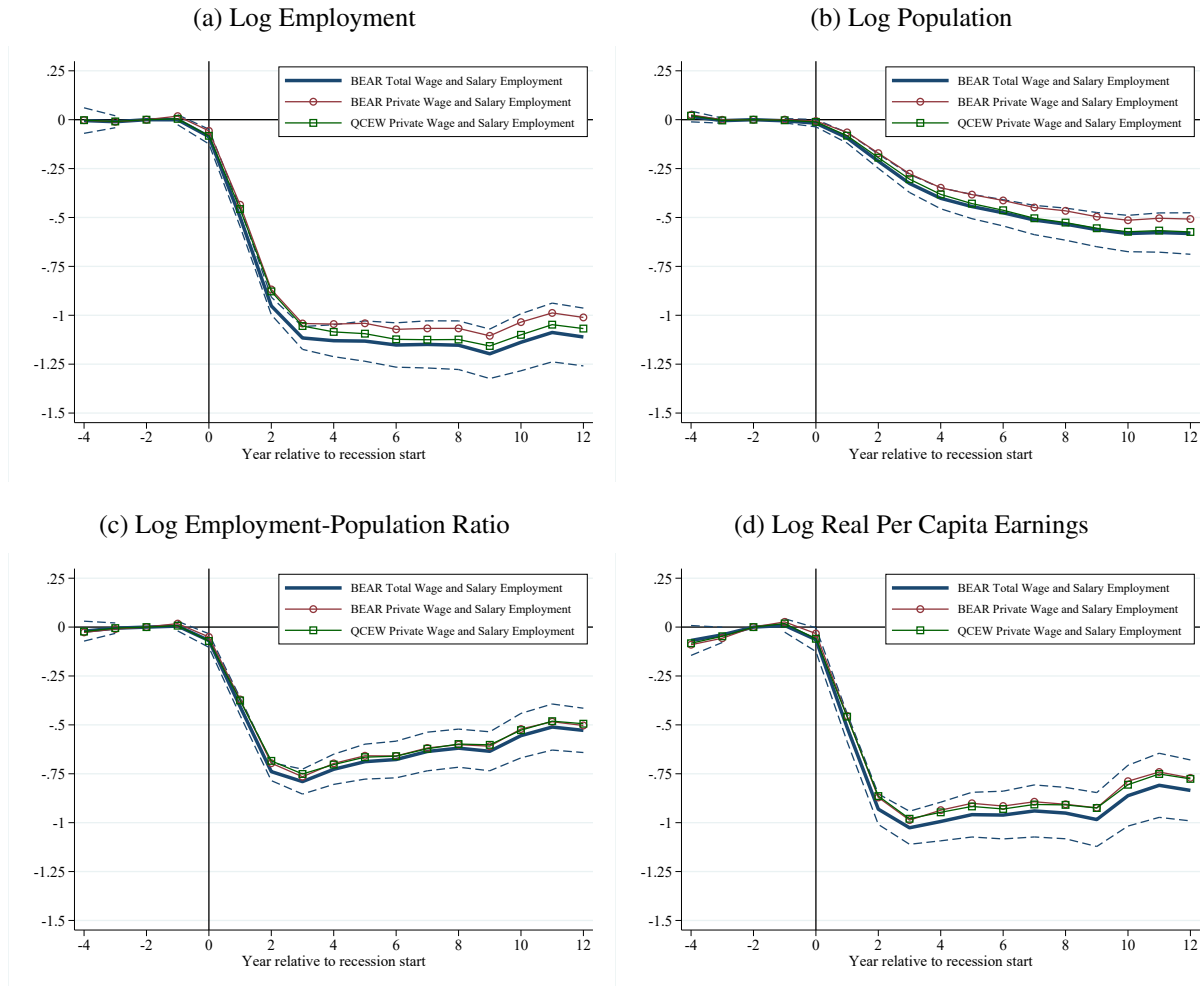 (a) Log Employment
.25
0
-.25
-.5
-.75
-1
-1.25
-1.5
BEAR Total Wage and Salary Employment
BEAR Private Wage and Salary Employment
QCEW Private Wage and Salary Employment
-4 -2 0 2 4 6 8 10 12
Year relative to recession start
(b) Log Population
.25
0
-.25
-.5
-.75
-1
-1.25
-1.5
BEAR Total Wage and Salary Employment
BEAR Private Wage and Salary Employment
QCEW Private Wage and Salary Employment
-4 -2 0 2 4 6 8 10 12
Year relative to recession start
(c) Log Employment-Population Ratio
.25
0
-.25
-.5
-.75
-1
-1.25
-1.5
BEAR Total Wage and Salary Employment
BEAR Private Wage and Salary Employment
QCEW Private Wage and Salary Employment
-4 -2 0 2 4 6 8 10 12
Year relative to recession start
(d) Log Real Per Capita Earnings
.25
0
-.25
-.5
-.75
-1
-1.25
-1.5
BEAR Total Wage and Salary Employment
BEAR Private Wage and Salary Employment
QCEW Private Wage and Salary Employment
-4 -2 0 2 4 6 8 10 12
Year relative to recession start